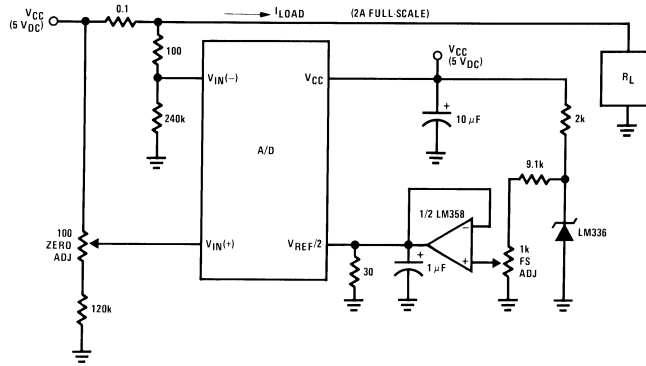 VCC
(5 VDC)
0.1
ILOAD
(2A FULL-SCALE)
100
VIN(−)
240k
A/D
VCC
VCC
(5 VDC)
+
10 µF
RL
2k
9.1k
1/2 LM358
−
+
LM336
1k
FS
ADJ
100
ZERO
ADJ
VIN(+)
VREF/2
30
+
1 µF
120k